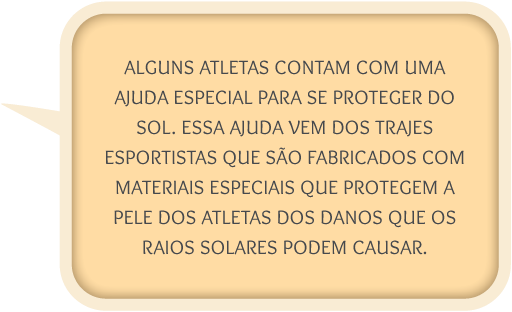 ALGUNS ATLETAS CONTAM COM UMA
AJUDA ESPECIAL PARA SE PROTEGER DO
SOL. ESSA AJUDA VEM DOS TRAJES
ESPORTISTAS QUE SÃO FABRICADOS COM
MATERIAIS ESPECIAIS QUE PROTEGEM A
PELE DOS ATLETAS DOS DANOS QUE OS
RAIOS SOLARES PODEM CAUSAR.